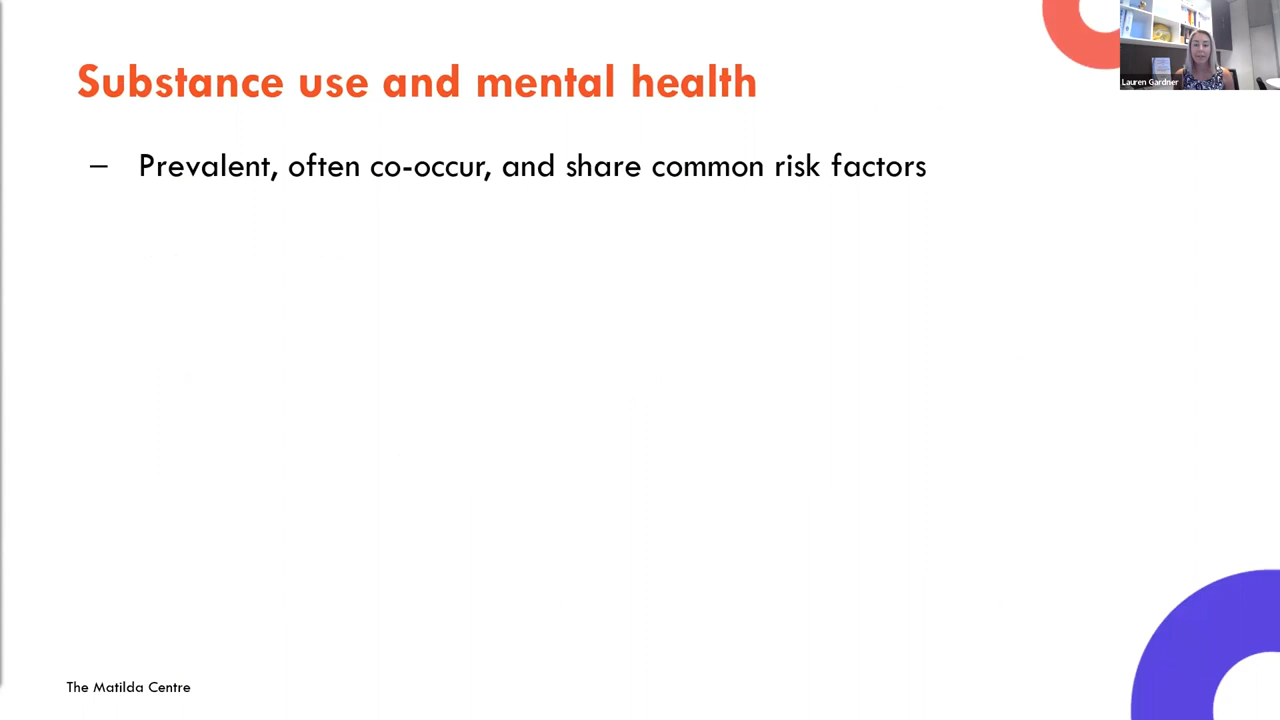 Substance use and mental health
– Prevalent, often co-occur, and share common risk factors
Lauren Gardner
The Matilda Centre